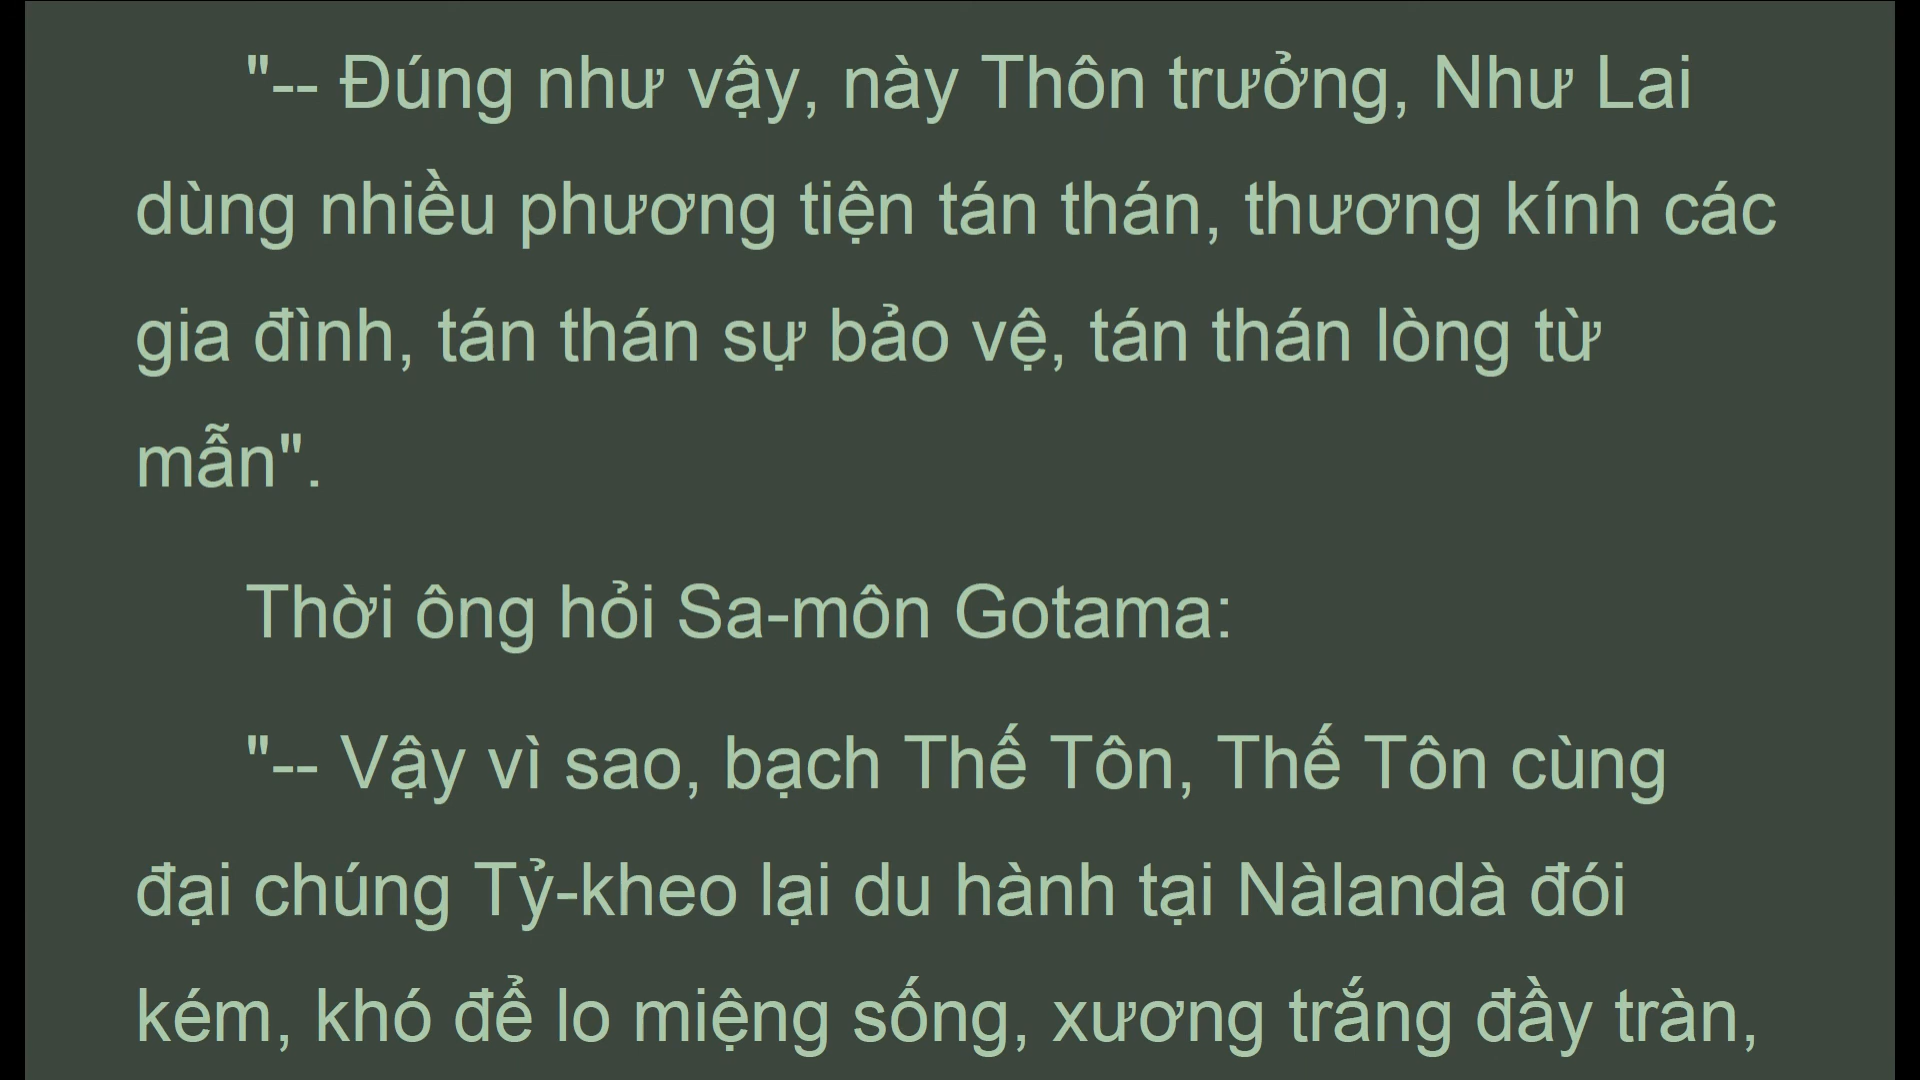 "-- Đúng như vậy, này Thôn trưởng, Như Lai
dùng nhiều phương tiện tán thán, thương kính các
gia đình, tán thán sự bảo vệ, tán thán lòng từ
mẫn".
Thời ông hỏi Sa-môn Gotama:
"-- Vậy vì sao, bạch Thế Tôn, Thế Tôn cùng
đại chúng Tỷ-kheo lại du hành tại Nàlandà đói
kém, khó để lo miệng sống, xương trắng đầy tràn,